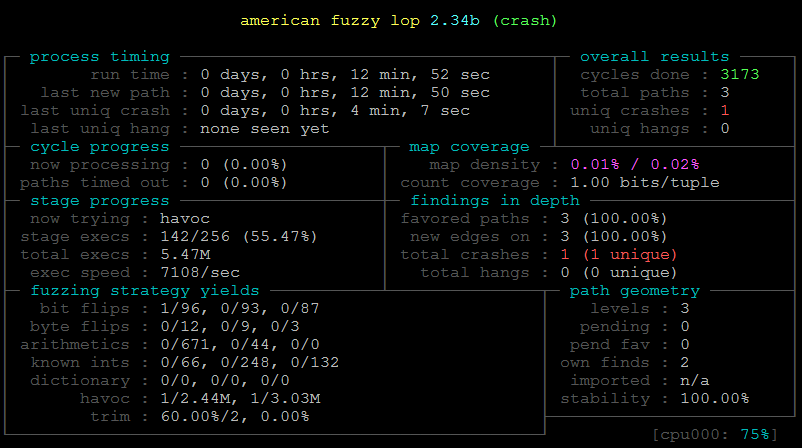 american fuzzy lop 2.34b (crash)
process timing
overall results
run time : 0 days, 0 hrs, 12 min, 52 sec
cycles done : 3173
last new path : 0 days, 0 hrs, 12 min, 50 sec
total paths : 3
last uniq crash : 0 days, 0 hrs, 4 min, 7 sec
uniq crashes : 1
last uniq hang : none seen yet
uniq hangs : 0
cycle progress
map coverage
now processing : 0 (0.00%)
map density : 0.01% / 0.02%
paths timed out : 0 (0.00%)
count coverage : 1.00 bits/tuple
stage progress
findings in depth
now trying : havoc
favored paths : 3 (100.00%)
stage execs : 142/256 (55.47%)
new edges on : 3 (100.00%)
total execs : 5.47M
total crashes : 1 (1 unique)
exec speed : 7108/sec
total hangs : 0 (0 unique)
fuzzing strategy yields
path geometry
bit flips : 1/96, 0/93, 0/87
levels : 3
byte flips : 0/12, 0/9, 0/3
pending : 0
arithmetics : 0/671, 0/44, 0/0
pend fav : 0
known ints : 0/66, 0/248, 0/132
own finds : 2
dictionary : 0/0, 0/0, 0/0
imported : n/a
havoc : 1/2.44M, 1/3.03M
stability : 100.00%
trim : 60.00%/2, 0.00%
[cpu000: 75%]